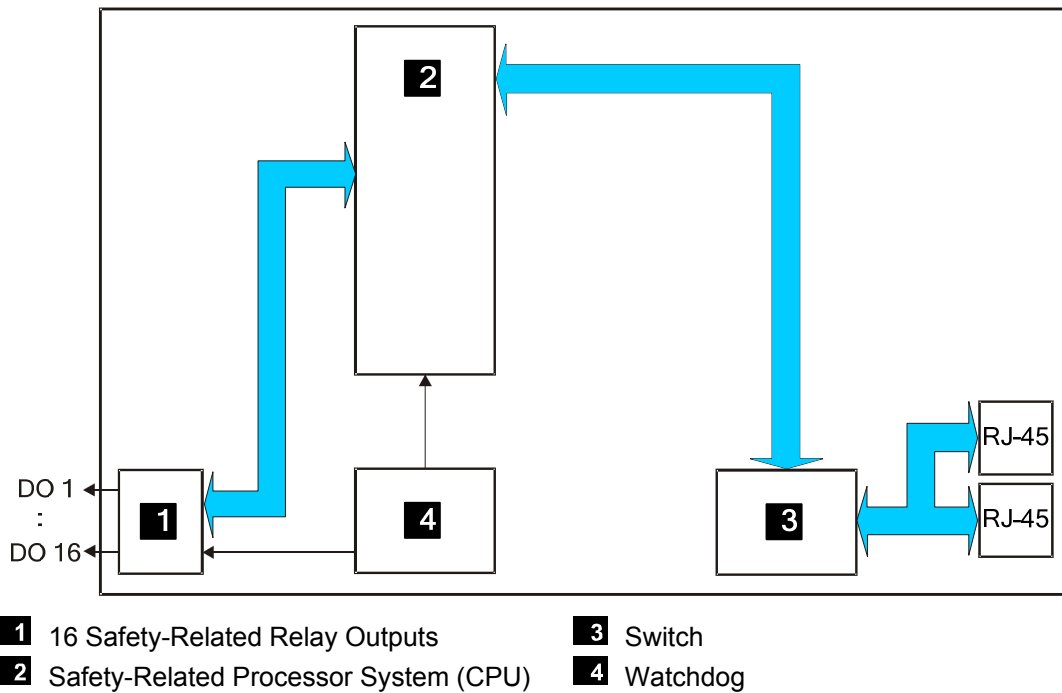 2
RJ-45
DO 1
:
DO 16
1
4
3
RJ-45
1 16 Safety-Related Relay Outputs
3 Switch
2 Safety-Related Processor System (CPU)
4 Watchdog